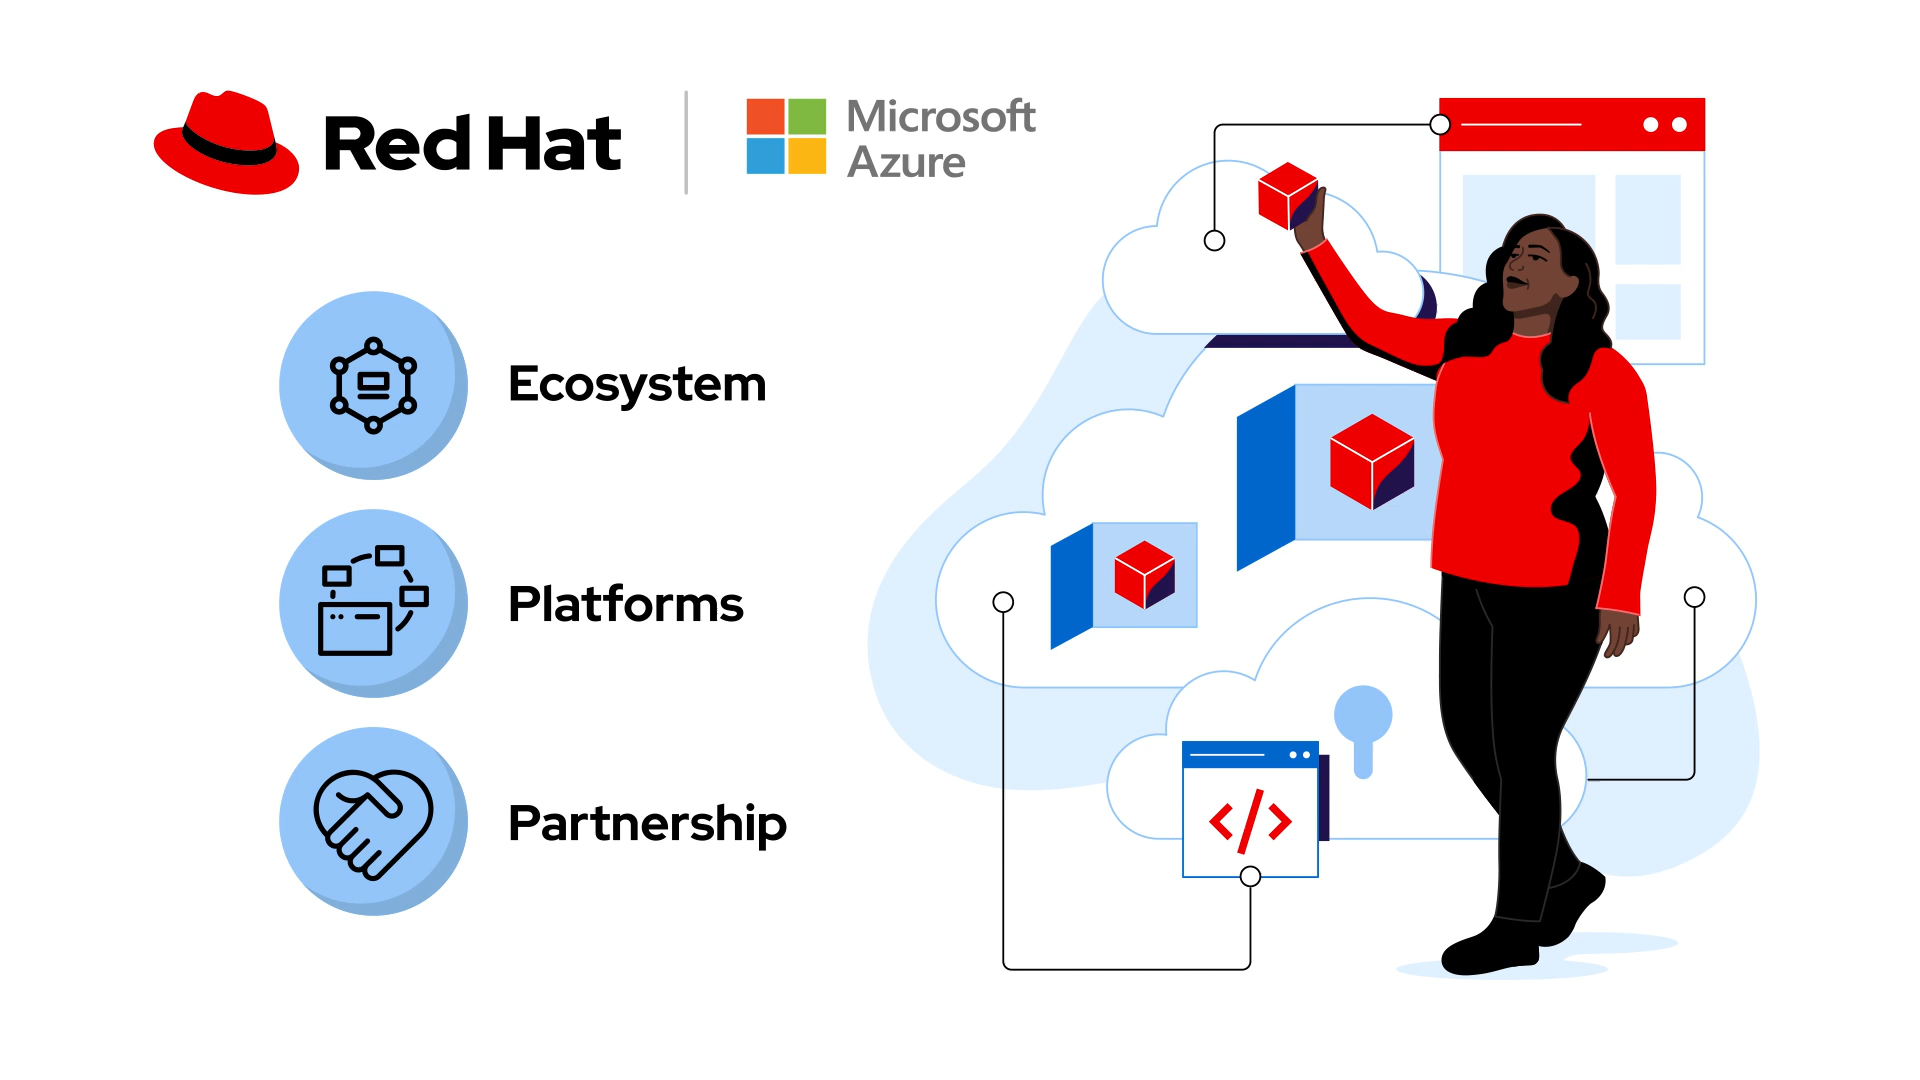 Red Hat
Microsoft
Azure
Ecosystem
Platforms
Partnership
</>